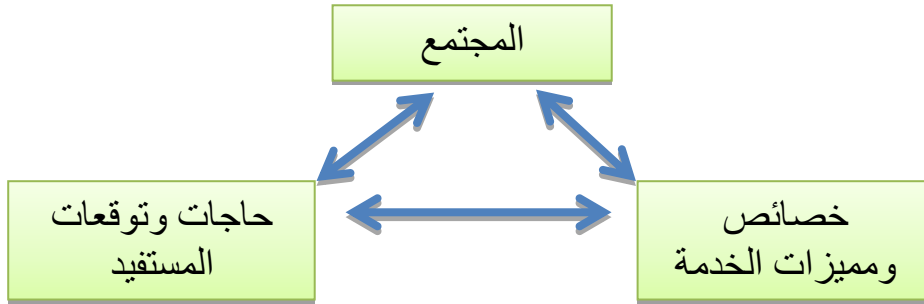 المجتمع
خصائص
ومميزات الخدمة
حاجات وتوقعات
المستفيد